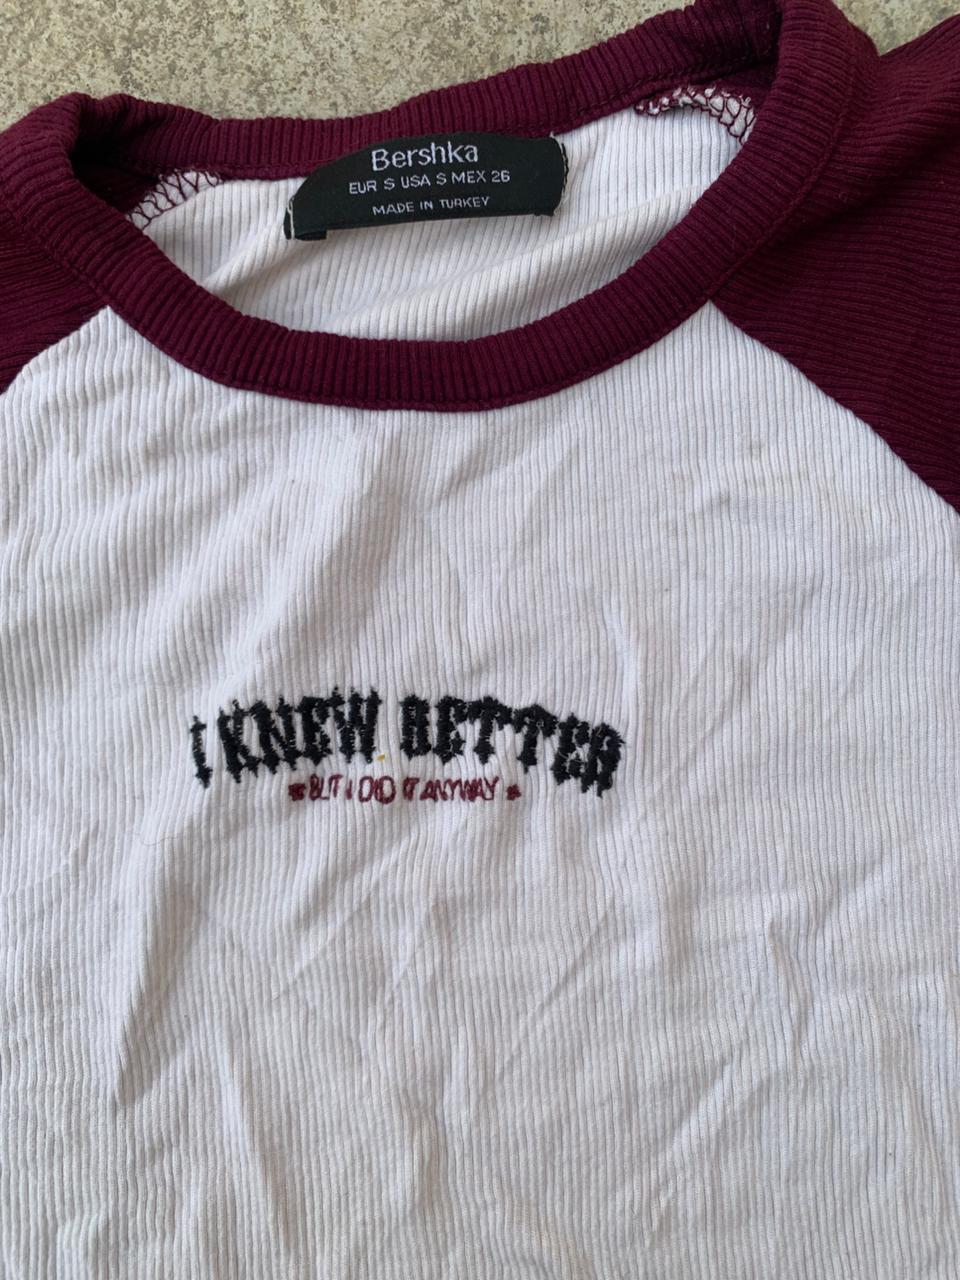 Bershka
EUR S USA S MEX 26
MADE IN TURKEY
I KNEW BETTER
* BUT I DID IT ANYWAY *